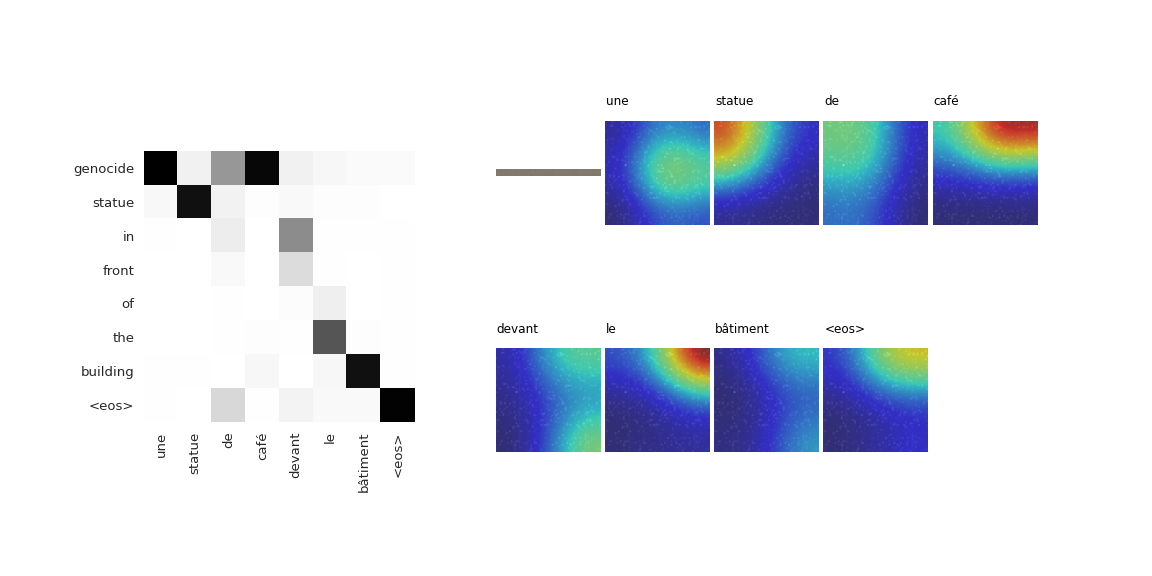 genocide
statue
in
front
of
the
building
<eos>
une
statue
de
café
devant
le
bâtiment
<eos>
une statue de café
devant le bâtiment <eos>